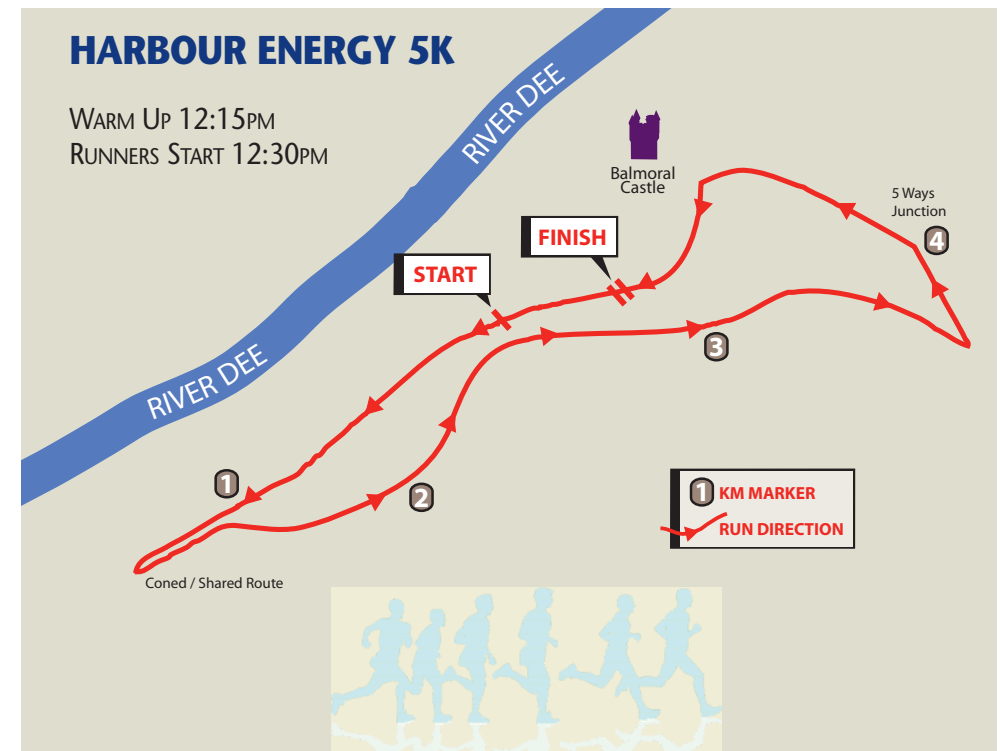 HARBOUR ENERGY 5K
WARM UP 12:15PM
RUNNERS START 12:30PM
RIVER DEE
Balmoral
Castle
5 Ways
Junction
4
FINISH
START
3
RIVER DEE
1
2
1 KM MARKER
RUN DIRECTION
Coned / Shared Route